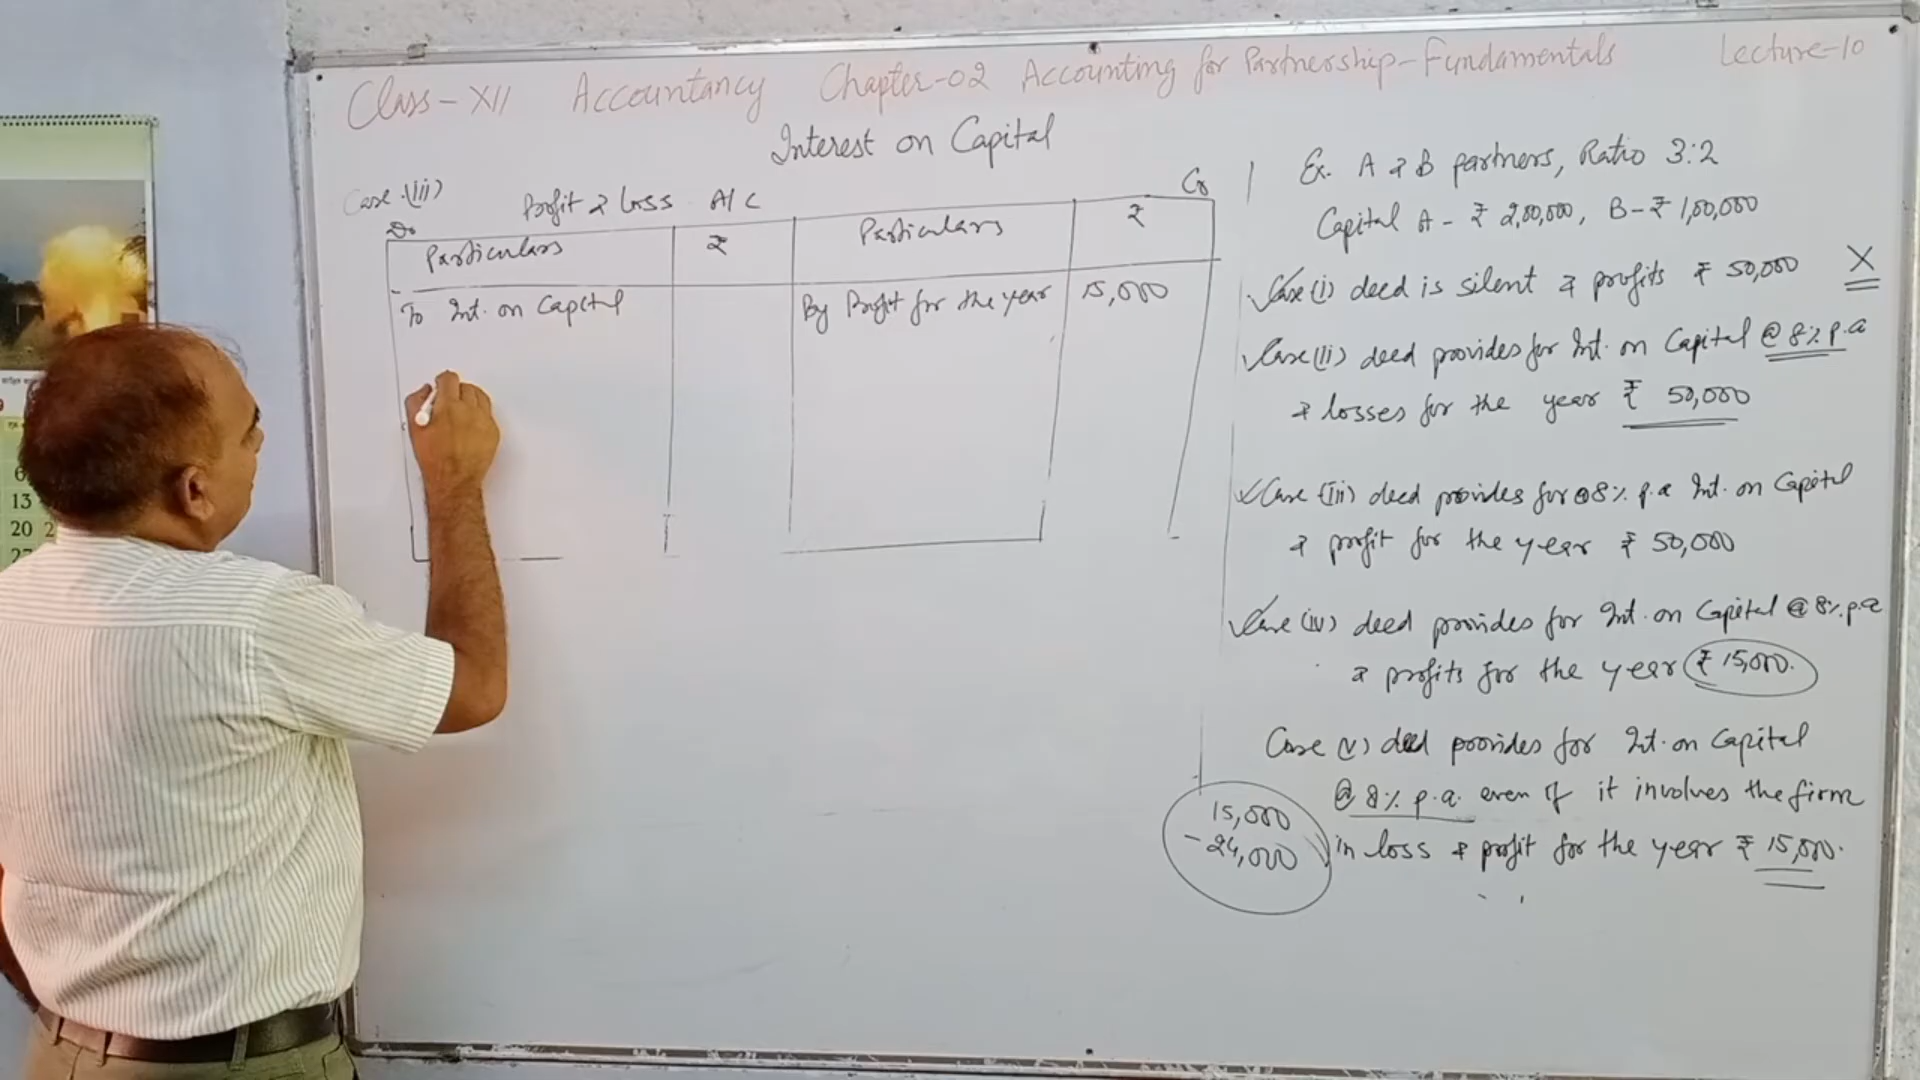 Class-XII Accountancy Chapter-02 Accounting for Partnership-Fundamentals Lecture-10
Interest on Capital
Case (ii)
Profit & Loss A/C
Dr Cr
Particulars ₹ Particulars ₹
To Int. on Capital By Profit for the year 15,000
Ex. A & B partners, Ratio 3:2
Capital A - ₹ 2,00,000, B - ₹ 1,00,000
Case (i) deed is silent & profits ₹ 50,000 X
Case (ii) deed provides for Int. on Capital @ 8% p.a
& losses for the year ₹ 50,000
Case (iii) deed provides for @ 8% p.a Int. on Capital
& profit for the year ₹ 50,000
Case (iv) deed provides for Int. on Capital @ 8% p.a
& profits for the year ₹ 15,000.
Case (v) deed provides for Int. on Capital
@ 8% p.a. even if it involves the firm
in loss & profit for the year ₹ 15,000.
15,000
- 24,000
6
13
20 2
27